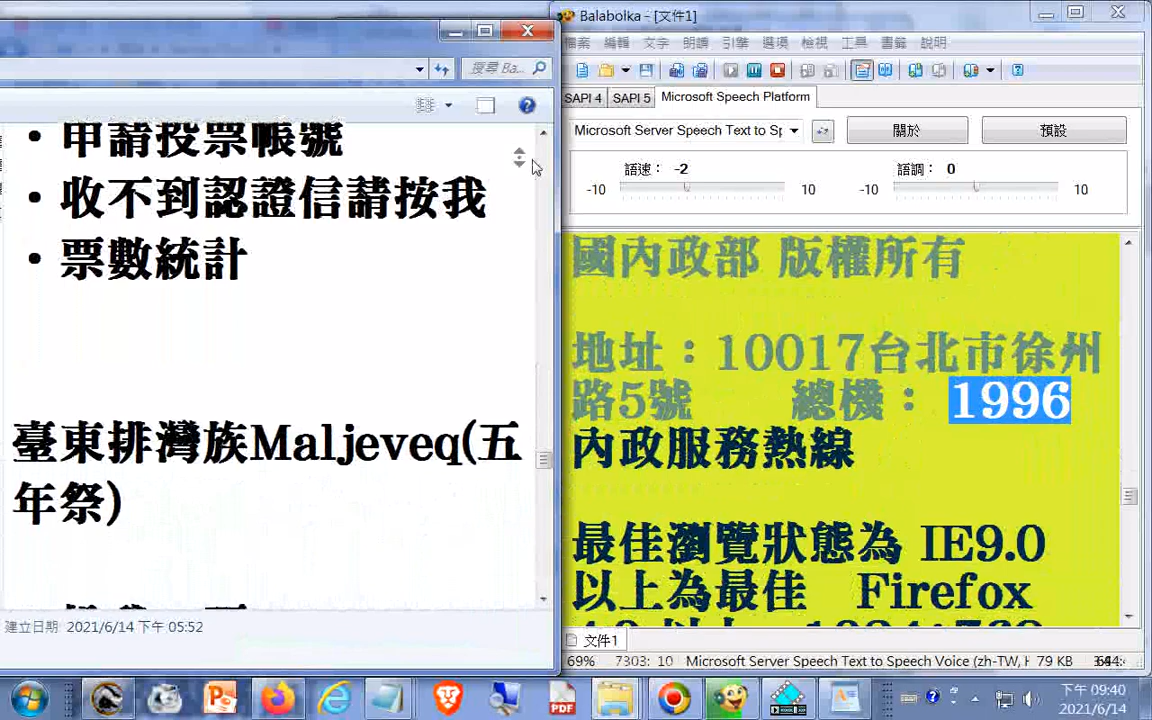 搜尋 Ba...
• 申請投票帳號
• 收不到認證信請按我
• 票數統計
臺東排灣族Maljeveq(五
年祭)
建立日期: 2021/6/14 下午 05:52
Balabolka - [文件1]
檔案 編輯 文字 朗讀 引擎 選項 檢視 工具 書籤 說明
SAPI 4 SAPI 5 Microsoft Speech Platform
Microsoft Server Speech Text to Sp 關於 預設
語速： -2 語調： 0
-10 10 -10 10
國內政部 版權所有
地址：10017台北市徐州
路5號 總機： 1996
內政服務熱線
最佳瀏覽狀態為 IE9.0
以上為最佳 Firefox
文件1
69% 7303: 10 Microsoft Server Speech Text to Speech Voice (zh-TW, H 79 KB
PDF
下午 09:40
2021/6/14